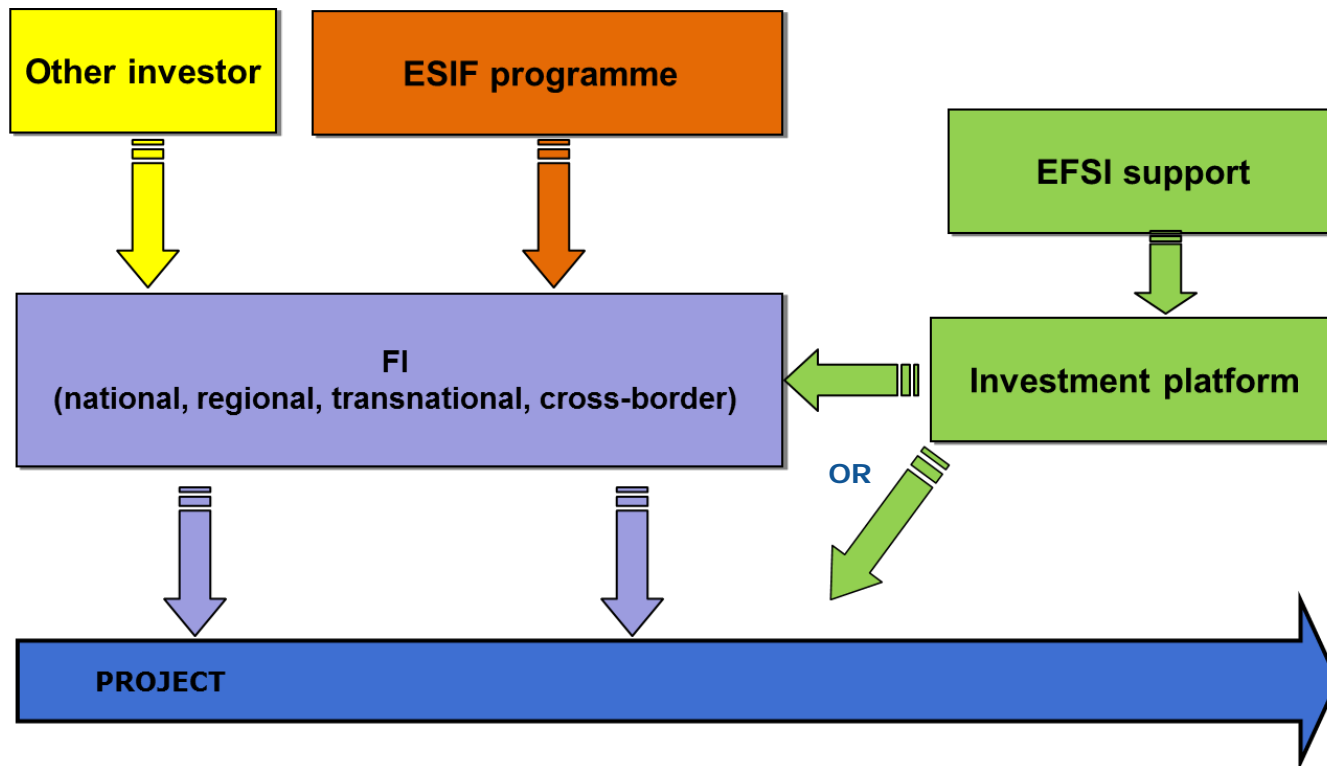 Other investor
ESIF programme
EFSI support
FI
(national, regional, transnational, cross-border)
Investment platform
OR
PROJECT